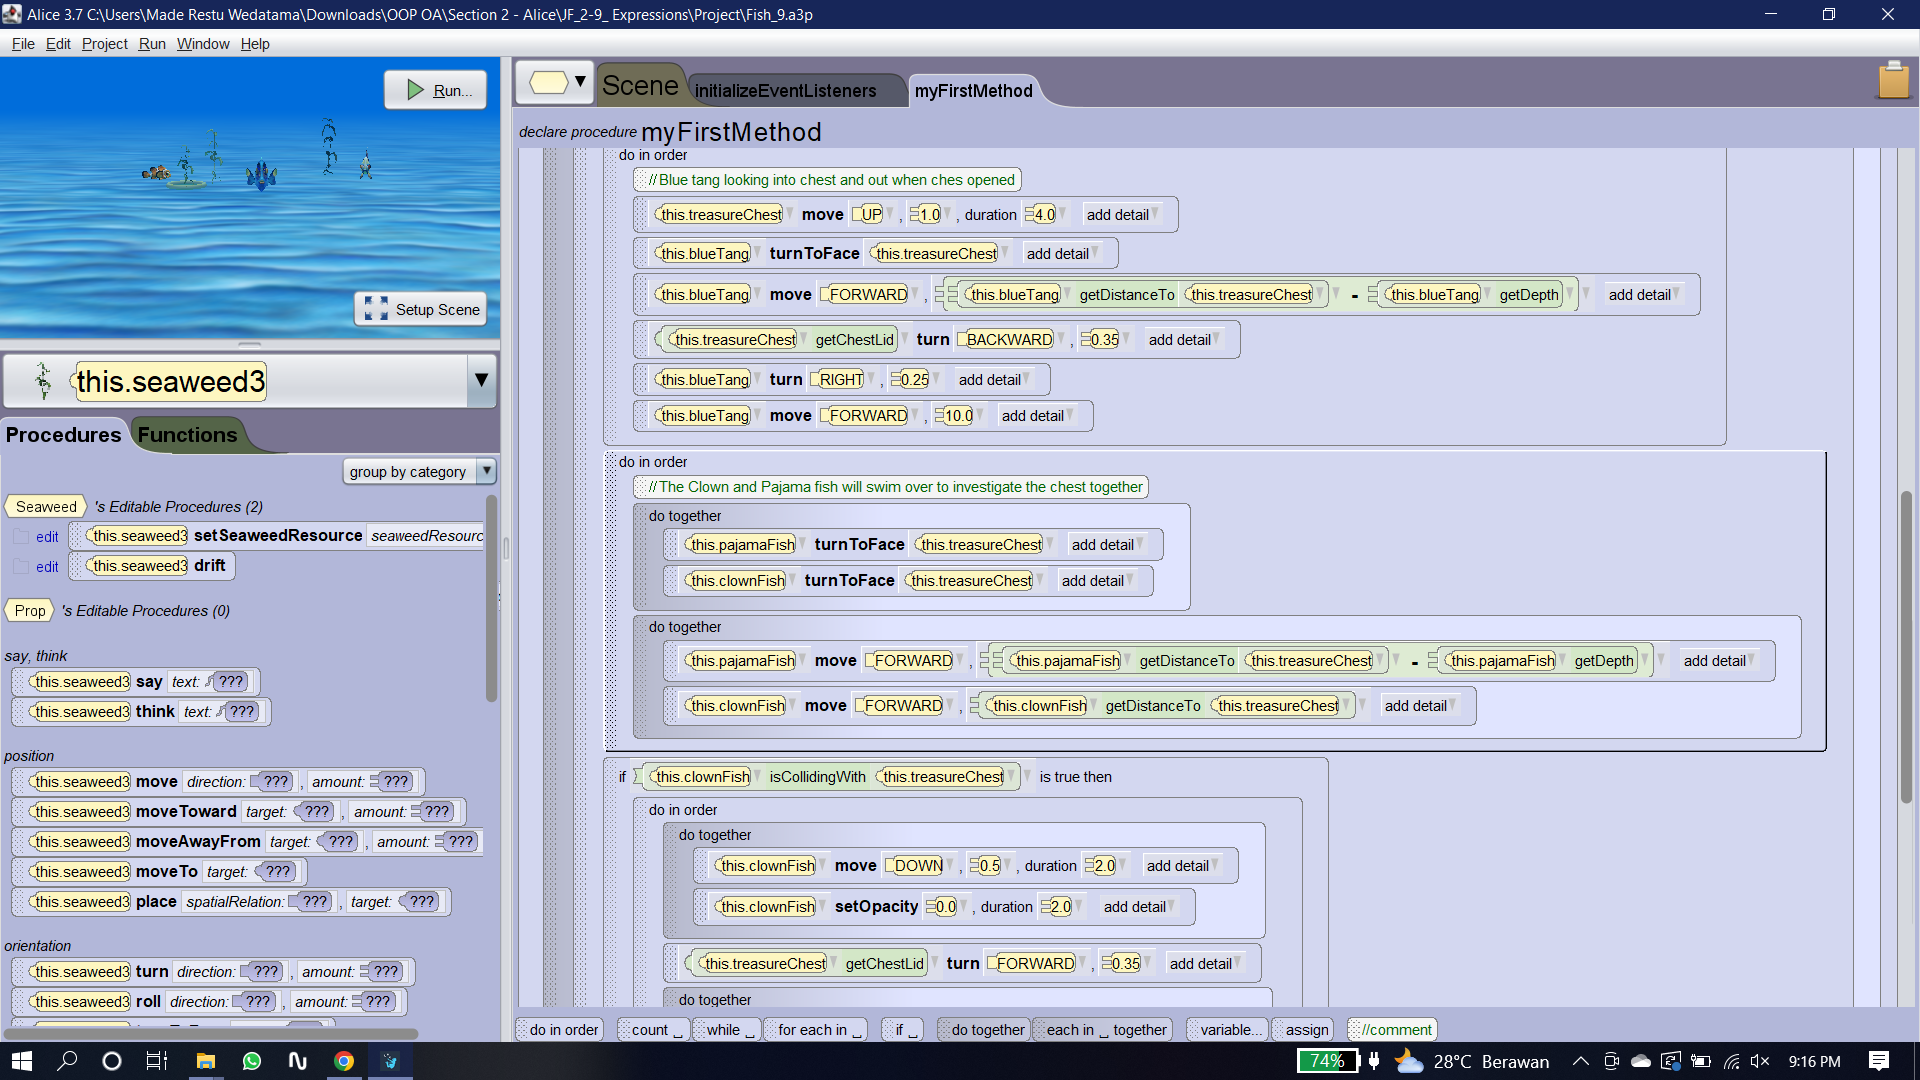 Alice 3.7 C:\Users\Made Restu Wedatama\Downloads\OOP OA\Section 2 - Alice\JF_2-9_ Expressions\Project\Fish_9.a3p
File Edit Project Run Window Help
Run...
Setup Scene
this.seaweed3
Procedures Functions
group by category
Seaweed 's Editable Procedures (2)
edit this.seaweed3 setSeaweedResource seaweedResourc
edit this.seaweed3 drift
Prop 's Editable Procedures (0)
say, think
this.seaweed3 say text: ???
this.seaweed3 think text: ???
position
this.seaweed3 move direction: ??? , amount: ???
this.seaweed3 moveToward target: ??? , amount: ???
this.seaweed3 moveAwayFrom target: ??? , amount: ???
this.seaweed3 moveTo target: ???
this.seaweed3 place spatialRelation: ??? , target: ???
orientation
this.seaweed3 turn direction: ??? , amount: ???
this.seaweed3 roll direction: ??? , amount: ???
Scene initializeEventListeners myFirstMethod
declare procedure myFirstMethod
do in order
//Blue tang looking into chest and out when ches opened
this.treasureChest move UP , 1.0 , duration 4.0 add detail
this.blueTang turnToFace this.treasureChest add detail
this.blueTang move FORWARD , this.blueTang getDistanceTo this.treasureChest - this.blueTang getDepth add detail
this.treasureChest getChestLid turn BACKWARD , 0.35 add detail
this.blueTang turn RIGHT , 0.25 add detail
this.blueTang move FORWARD , 10.0 add detail
do in order
//The Clown and Pajama fish will swim over to investigate the chest together
do together
this.pajamaFish turnToFace this.treasureChest add detail
this.clownFish turnToFace this.treasureChest add detail
do together
this.pajamaFish move FORWARD , this.pajamaFish getDistanceTo this.treasureChest - this.pajamaFish getDepth add detail
this.clownFish move FORWARD , this.clownFish getDistanceTo this.treasureChest add detail
if this.clownFish isCollidingWith this.treasureChest is true then
do in order
do together
this.clownFish move DOWN , 0.5 , duration 2.0 add detail
this.clownFish setOpacity 0.0 , duration 2.0 add detail
this.treasureChest getChestLid turn FORWARD , 0.35 add detail
do together
do in order count _ while _ for each in _ if _ do together each in _ together variable... assign //comment
74% 28°C Berawan 9:16 PM